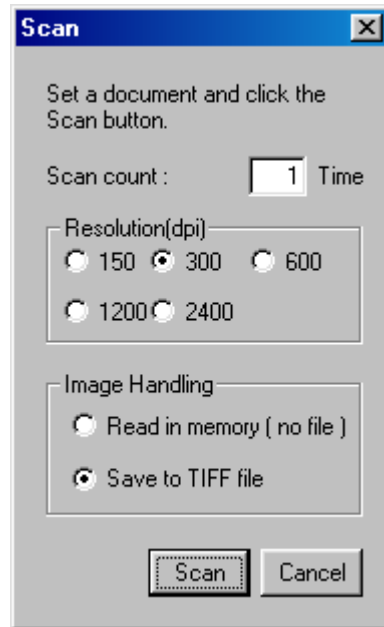 Scan
Set a document and click the
Scan button.
Scan count : 1 Time
Resolution(dpi)
150 300 600
1200 2400
Image Handling
Read in memory ( no file )
Save to TIFF file
Scan Cancel